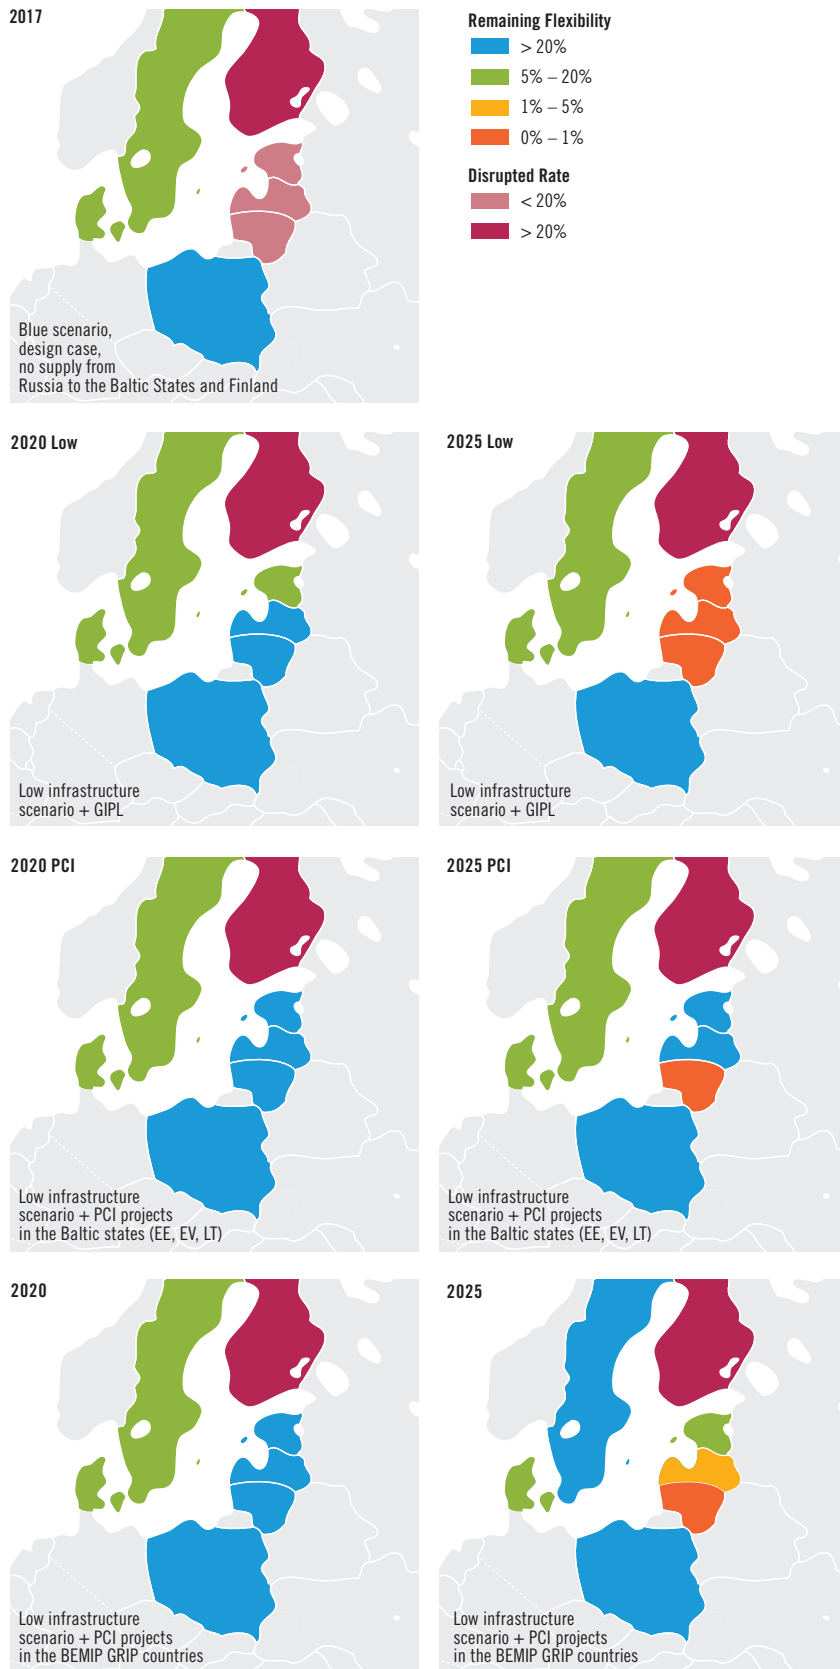 2017
Remaining Flexibility
> 20%
5% – 20%
1% – 5%
0% – 1%
Disrupted Rate
< 20%
> 20%
Blue scenario,
design case,
no supply from
Russia to the Baltic States and Finland
2020 Low
Low infrastructure
scenario + GIPL
2025 Low
Low infrastructure
scenario + GIPL
2020 PCI
Low infrastructure
scenario + PCI projects
in the Baltic states (EE, EV, LT)
2025 PCI
Low infrastructure
scenario + PCI projects
in the Baltic states (EE, EV, LT)
2020
Low infrastructure
scenario + PCI projects
in the BEMIP GRIP countries
2025
Low infrastructure
scenario + PCI projects
in the BEMIP GRIP countries